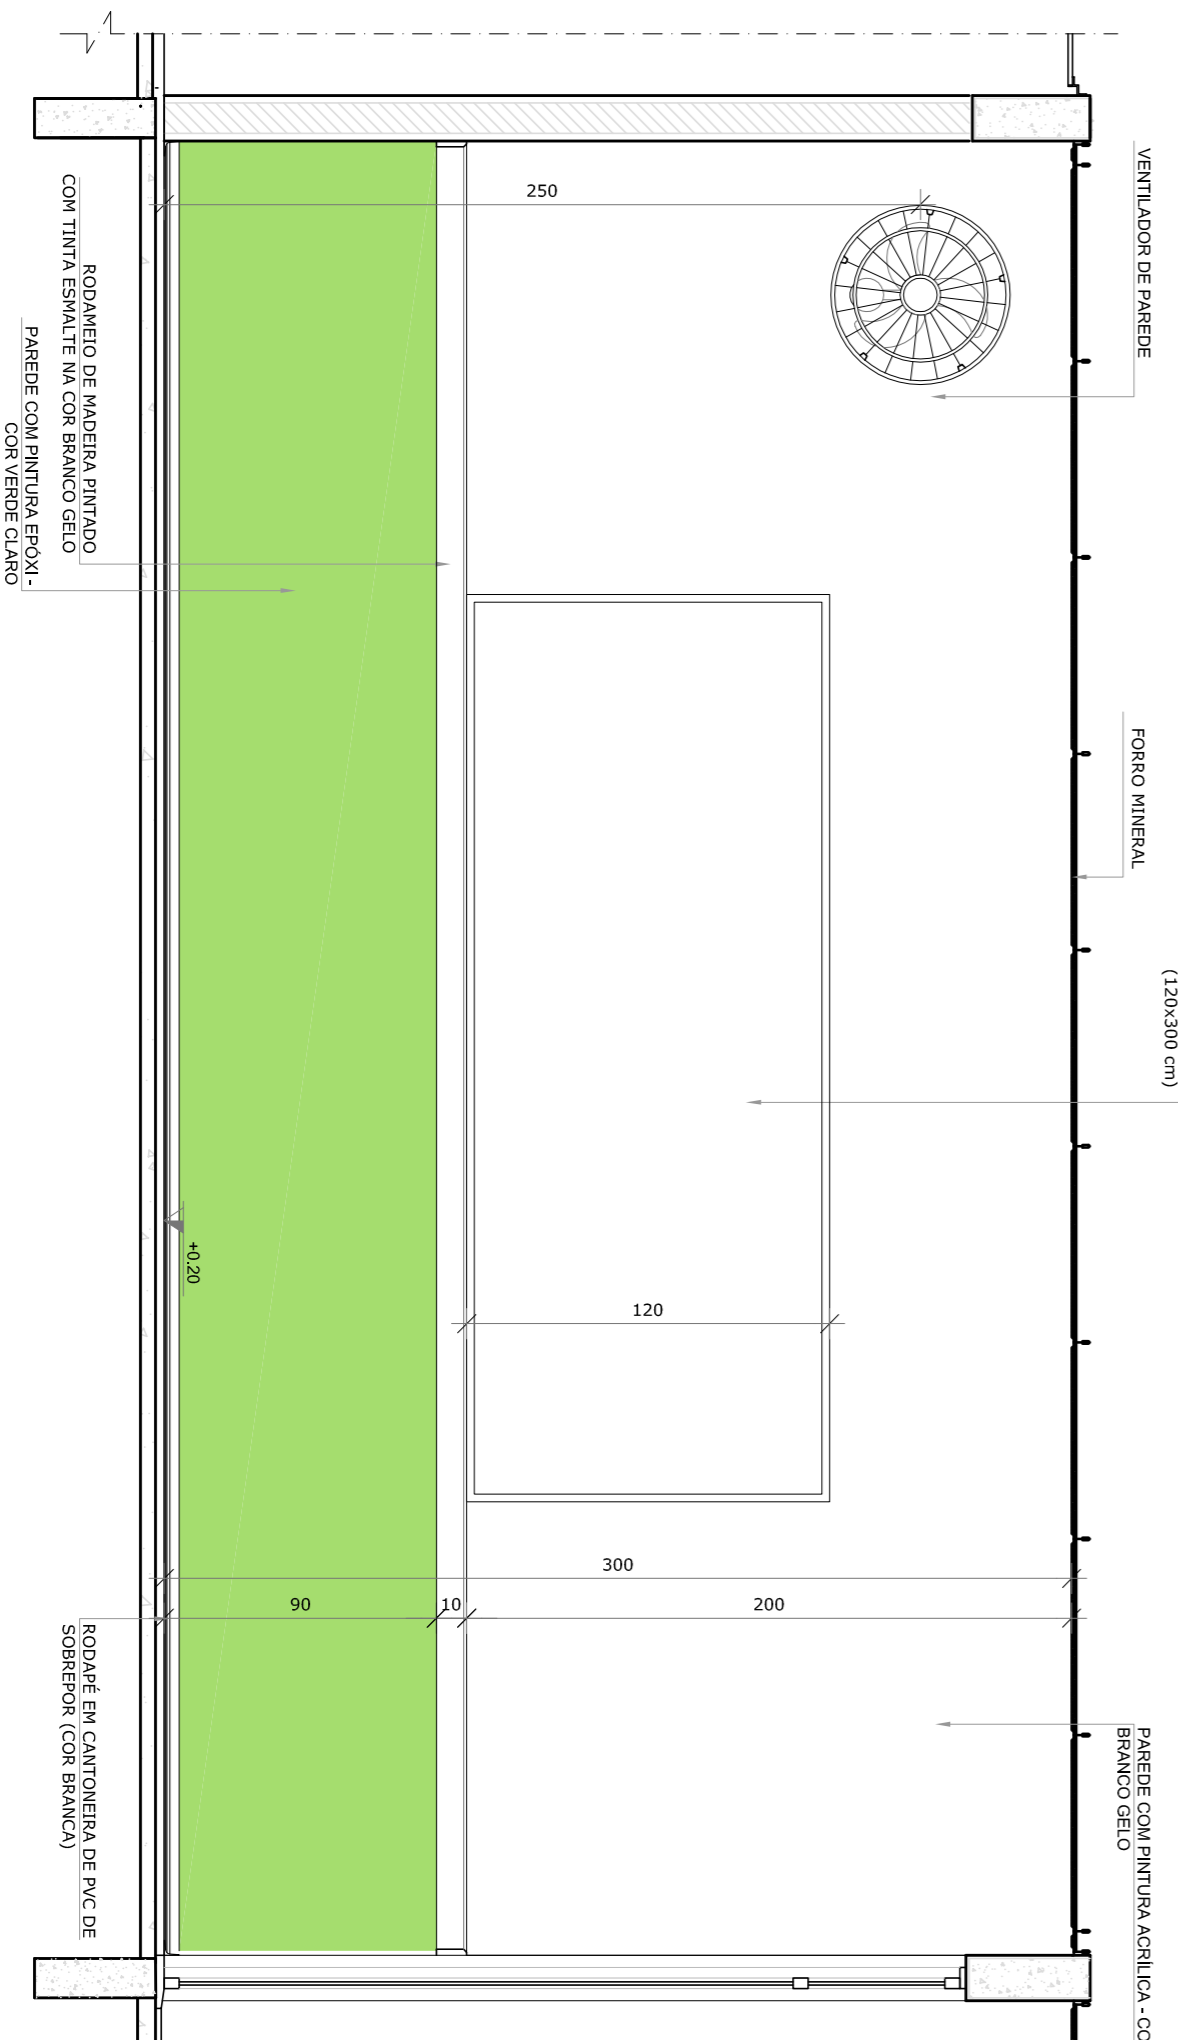 VENTILADOR DE PAREDE
FORRO MINERAL
(120x300 cm)
PAREDE COM PINTURA ACRÍLICA - CO
BRANCO GELO
250
120
300
90
10
200
+0.20
RODAMEIO DE MADEIRA PINTADO
COM TINTA ESMALTE NA COR BRANCO GELO
PAREDE COM PINTURA EPÓXI -
COR VERDE CLARO
RODAPÉ EM CANTONEIRA DE PVC DE
SOBREPOR (COR BRANCA)